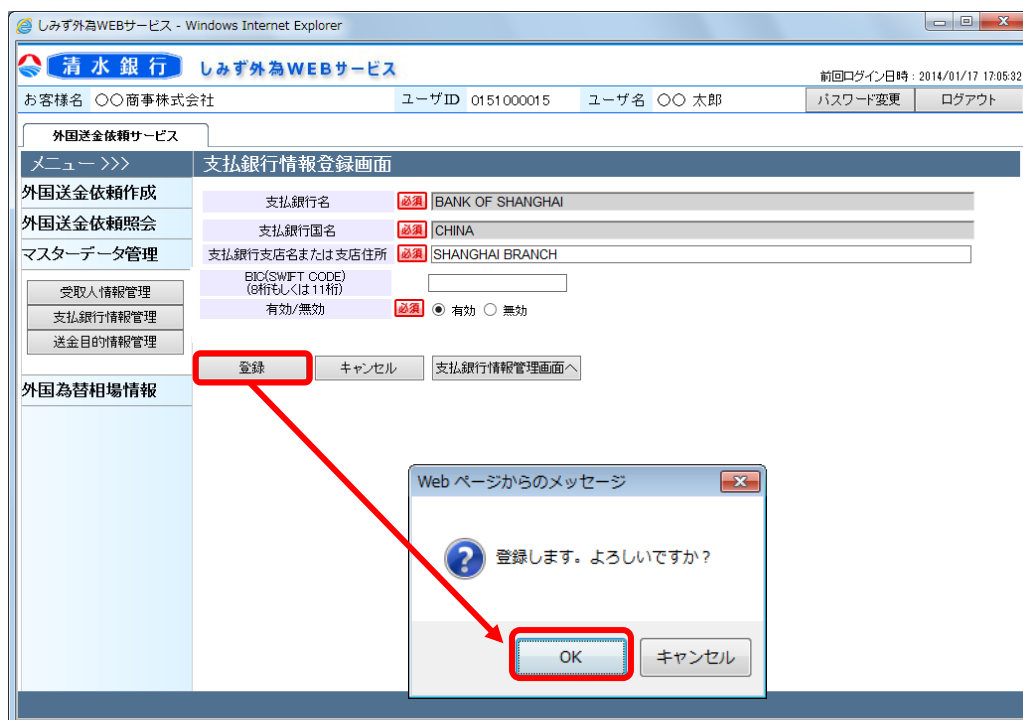 しみず外為WEBサービス - Windows Internet Explorer
清水銀行 しみず外為WEBサービス
前回ログイン日時 : 2014/01/17 17:05:32
お客様名 〇〇商事株式会社 ユーザID 0151000015 ユーザ名 〇〇 太郎 パスワード変更 ログアウト
外国送金依頼サービス
メニュー >>> 支払銀行情報登録画面
外国送金依頼作成
外国送金依頼照会
マスターデータ管理
受取人情報管理
支払銀行情報管理
送金目的情報管理
外国為替相場情報
支払銀行名 必須 BANK OF SHANGHAI
支払銀行国名 必須 CHINA
支払銀行支店名または支店住所 必須 SHANGHAI BRANCH
BIC(SWIFT CODE)
(8桁もしくは11桁)
有効/無効 必須 有効 無効
登録 キャンセル 支払銀行情報管理画面へ
Web ページからのメッセージ
登録します。よろしいですか?
OK キャンセル